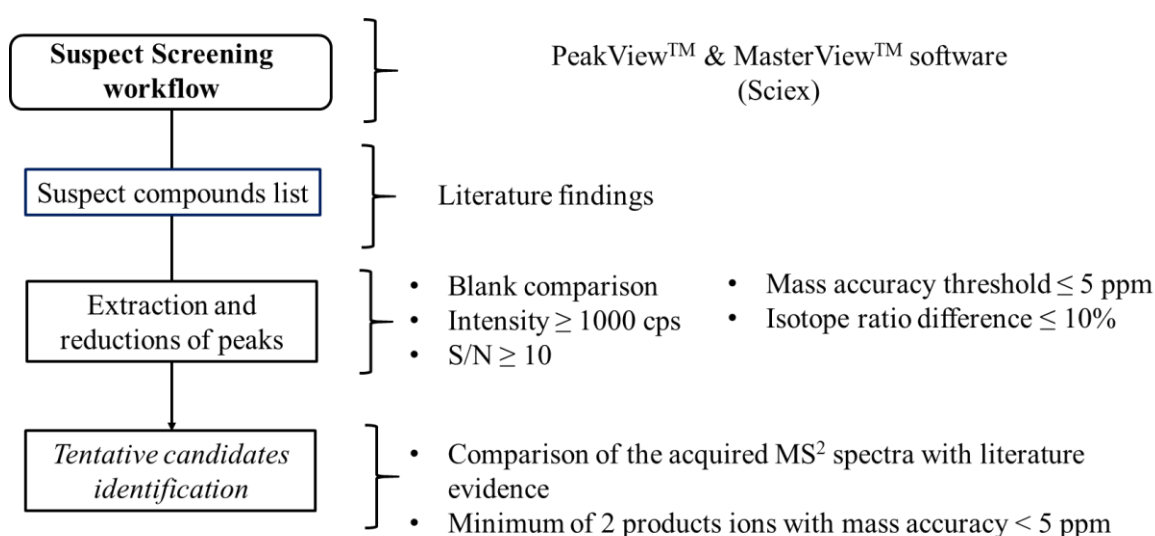 Suspect Screening
workflow
PeakView™ & MasterView™ software
(Sciex)
Suspect compounds list
Literature findings
Extraction and
reductions of peaks
• Blank comparison
• Intensity ≥ 1000 cps
• S/N ≥ 10
• Mass accuracy threshold ≤ 5 ppm
• Isotope ratio difference ≤ 10%
Tentative candidates
identification
• Comparison of the acquired MS² spectra with literature
evidence
• Minimum of 2 products ions with mass accuracy < 5 ppm